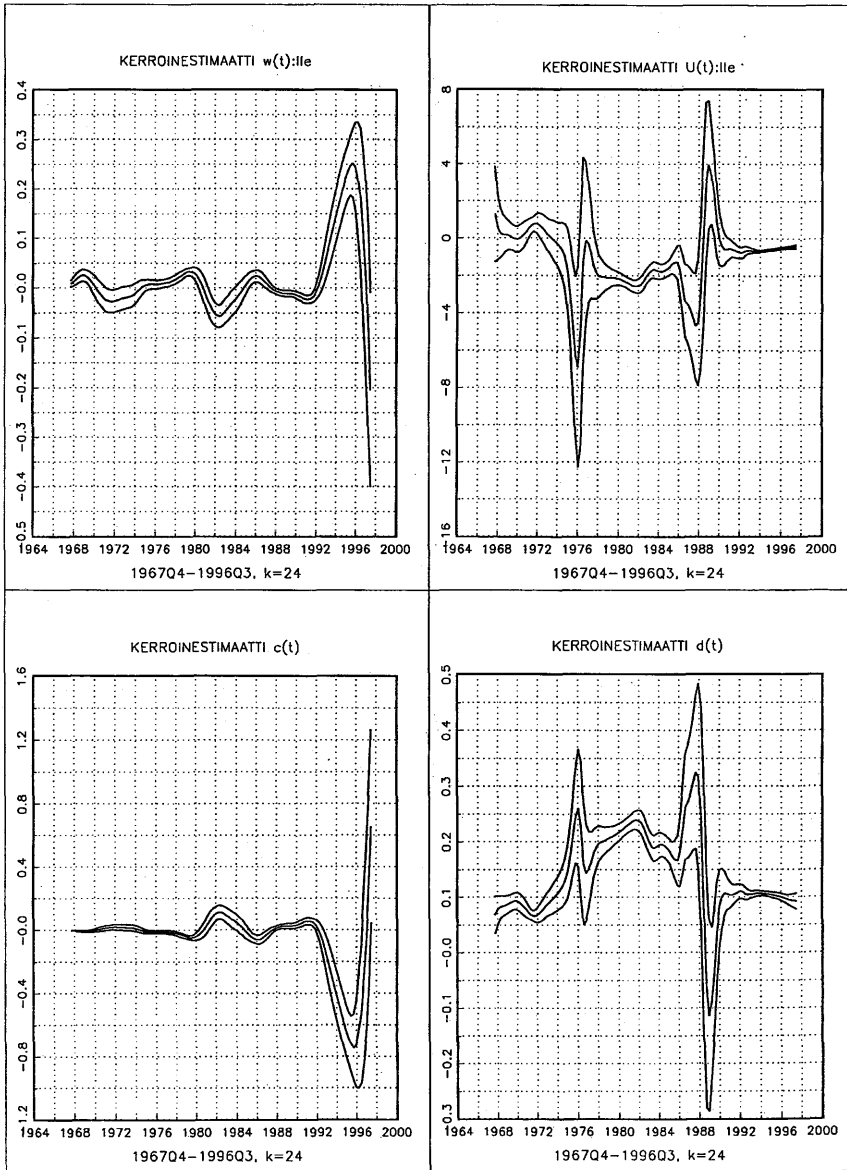 KERROINESTIMAATTI w(t):lle
0.4
0.3
0.2
0.1
-0.0
-0.1
-0.2
-0.3
-0.4
0.5
1964 1968 1972 1976 1980 1984 1988 1992 1996 2000
1967Q4-1996Q3, k=24
KERROINESTIMAATTI U(t):lle
8
4
0
-4
-8
-12
16
1964 1968 1972 1976 1980 1984 1988 1992 1996 2000
1967Q4-1996Q3, k=24
KERROINESTIMAATTI c(t)
1.6
1.2
0.8
0.4
-0.0
-0.4
-0.8
1.2
1964 1968 1972 1976 1980 1984 1988 1992 1996 2000
1967Q4-1996Q3, k=24
KERROINESTIMAATTI d(t)
0.5
0.4
0.3
0.2
0.1
-0.0
-0.1
-0.2
0.3
1964 1968 1972 1976 1980 1984 1988 1992 1996 2000
1967Q4-1996Q3, k=24